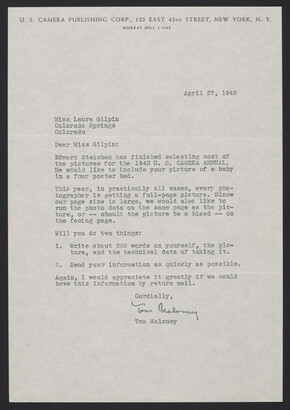 U. S. CAMERA PUBLISHING CORP., 122 EAST 42ND STREET, NEW YORK, N. Y.
April 27, 1942
Miss Laura Gilpin
Colorado Springs
Colorado
Dear Miss Gilpin:
Edward Steichen has finished selecting most of
the pictures for the 1943 U. S. CAMERA ANNUAL.
He would like to include your picture of a baby
in a four poster bed.
This year, in practically all cases, every pho-
tographer is getting a full-page picture. Since
our page size is large, we would also like to
run the photo data on the same page as the pic-
ture, or -- should the picture be a bleed -- on
the facing page.
Will you do two things:
1. Write about 200 words on yourself, the pic-
ture, and the technical data of taking it.
2. Send your information as quickly as possible.
Again, I would appreciate it greatly if we could
have this information by return mail.
Cordially,
Tom Maloney
Tom Maloney